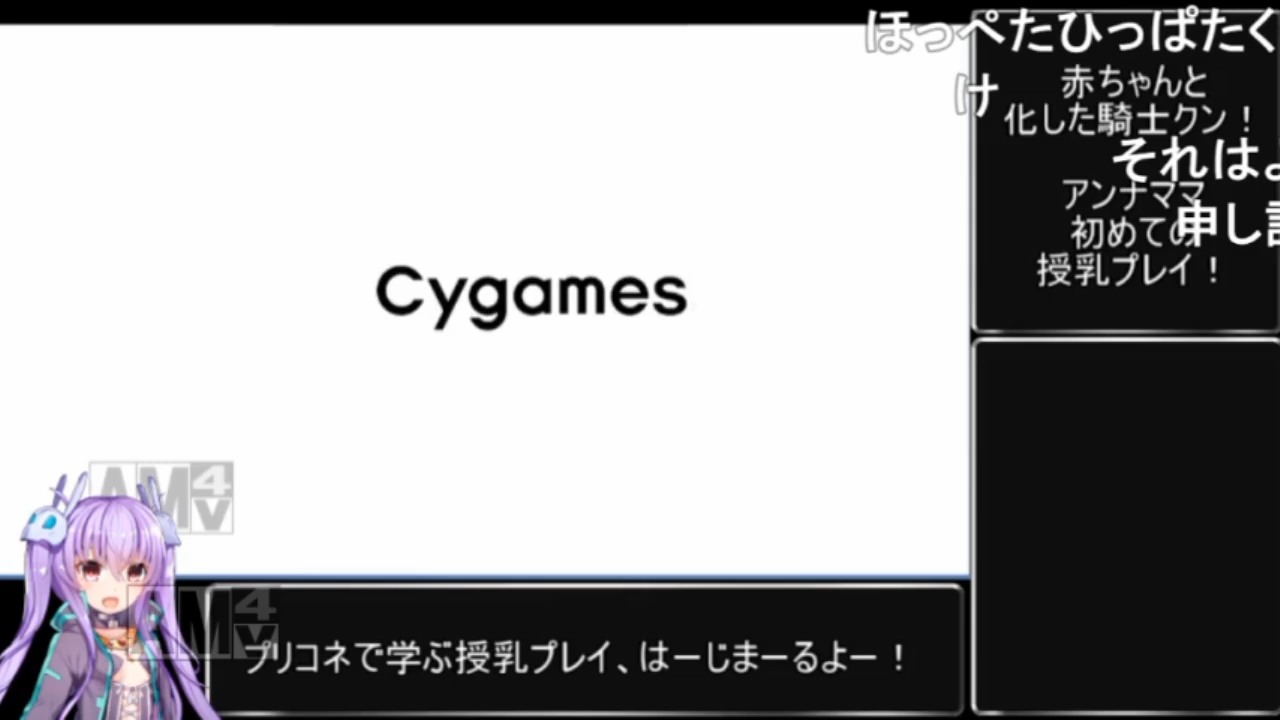 ほっぺたひっぱたく
け
赤ちゃんと
化した騎士クン！
それはよ
アンナママ
初めての
申し訳
授乳プレイ！
Cygames
AM4V
AM4V
プリコネで学ぶ授乳プレイ、はーじまーるよー！